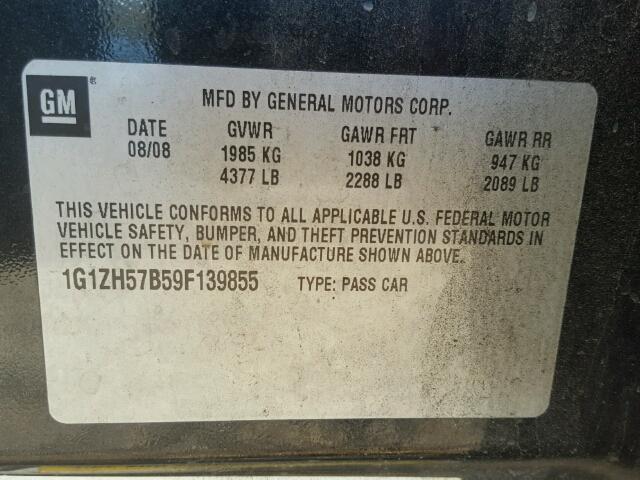 GM ®
MFD BY GENERAL MOTORS CORP.
DATE GVWR GAWR FRT GAWR RR
08/08 1985 KG 1038 KG 947 KG
4377 LB 2288 LB 2089 LB
THIS VEHICLE CONFORMS TO ALL APPLICABLE U.S. FEDERAL MOTOR
VEHICLE SAFETY, BUMPER, AND THEFT PREVENTION STANDARDS IN
EFFECT ON THE DATE OF MANUFACTURE SHOWN ABOVE.
1G1ZH57B59F139855 TYPE: PASS CAR